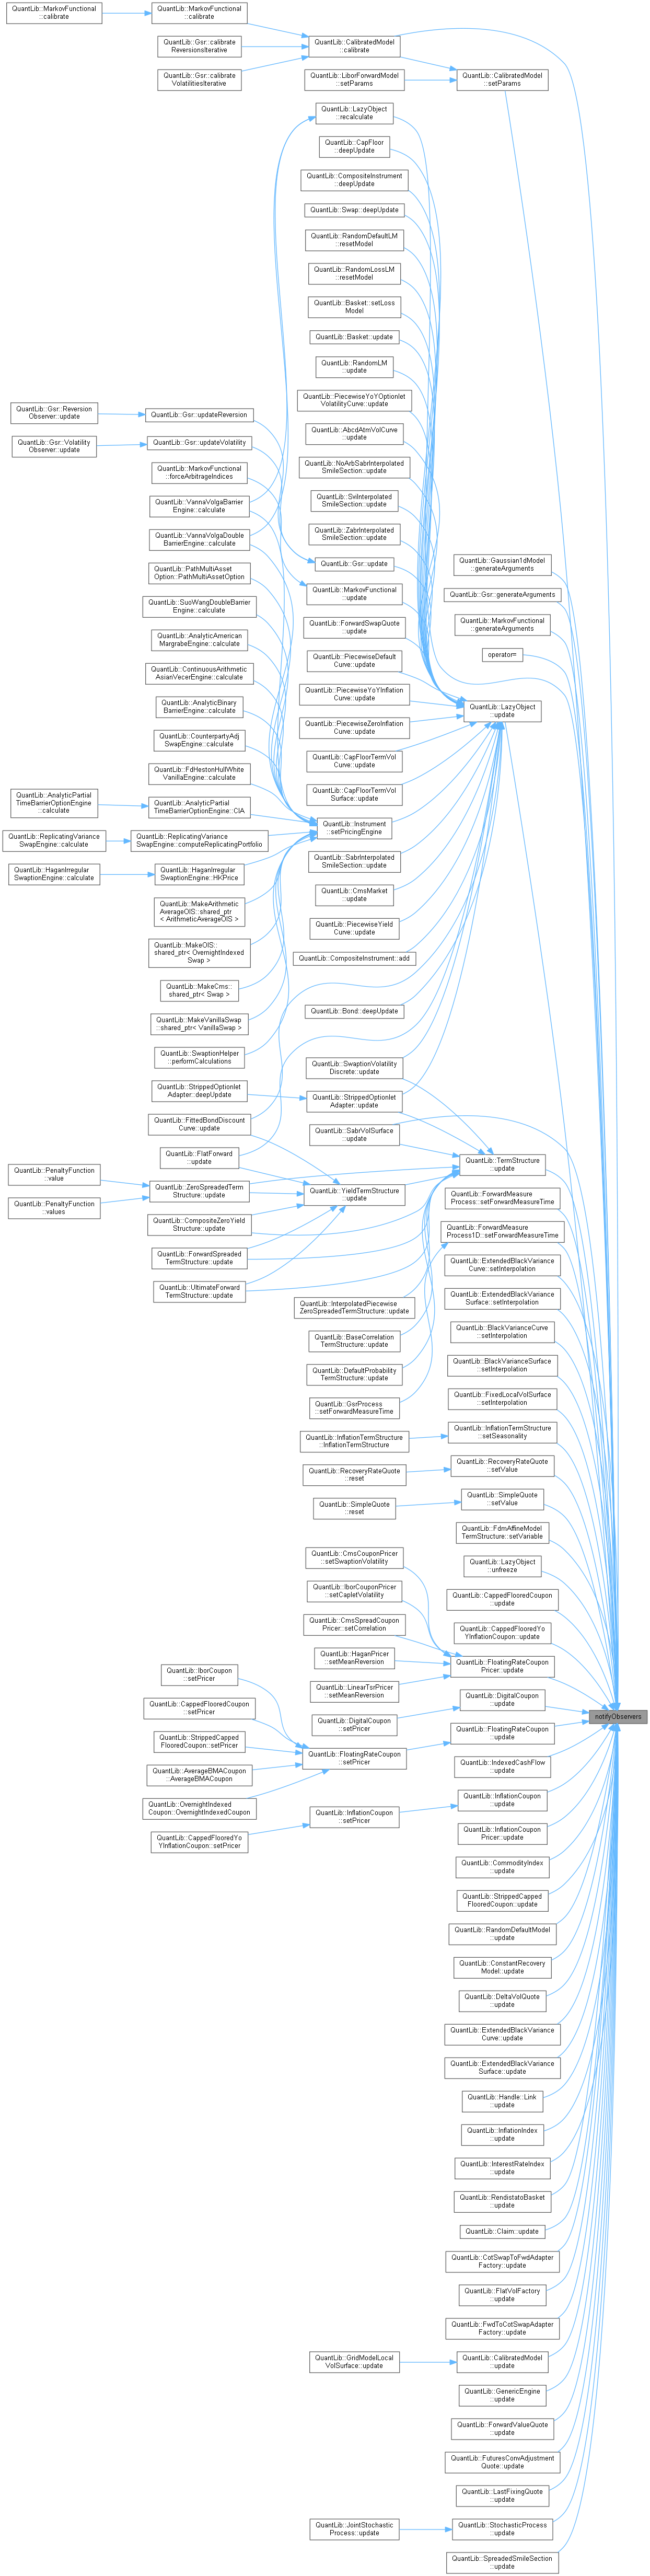 QuantLib::MarkovFunctional
::calibrate
QuantLib::MarkovFunctional
::calibrate
QuantLib::Gsr::calibrate
ReversionsIterative
QuantLib::Gsr::calibrate
VolatilitiesIterative
QuantLib::CalibratedModel
::calibrate
QuantLib::LiborForwardModel
::setParams
QuantLib::CalibratedModel
::setParams
QuantLib::LazyObject
::recalculate
QuantLib::CapFloor
::deepUpdate
QuantLib::CompositeInstrument
::deepUpdate
QuantLib::Swap::deepUpdate
QuantLib::RandomDefaultLM
::resetModel
QuantLib::RandomLossLM
::resetModel
QuantLib::Basket::setLoss
Model
QuantLib::Basket::update
QuantLib::RandomLM
::update
QuantLib::PiecewiseYoYOptionlet
VolatilityCurve::update
QuantLib::AbcdAtmVolCurve
::update
QuantLib::NoArbSabrInterpolated
SmileSection::update
QuantLib::SviInterpolated
SmileSection::update
QuantLib::ZabrInterpolated
SmileSection::update
QuantLib::Gsr::update
QuantLib::MarkovFunctional
::update
QuantLib::ForwardSwapQuote
::update
QuantLib::PiecewiseDefault
Curve::update
QuantLib::PiecewiseYoYInflation
Curve::update
QuantLib::PiecewiseZeroInflation
Curve::update
QuantLib::CapFloorTermVol
Curve::update
QuantLib::CapFloorTermVol
Surface::update
QuantLib::Instrument
::setPricingEngine
QuantLib::SabrInterpolated
SmileSection::update
QuantLib::CmsMarket
::update
QuantLib::PiecewiseYield
Curve::update
QuantLib::CompositeInstrument::add
QuantLib::Bond::deepUpdate
QuantLib::SwaptionVolatility
Discrete::update
QuantLib::StrippedOptionlet
Adapter::update
QuantLib::SabrVolSurface
::update
QuantLib::YieldTermStructure
::update
QuantLib::InterpolatedPiecewise
ZeroSpreadedTermStructure::update
QuantLib::BaseCorrelation
TermStructure::update
QuantLib::DefaultProbability
TermStructure::update
QuantLib::GsrProcess
::setForwardMeasureTime
QuantLib::InflationTermStructure
::InflationTermStructure
QuantLib::RecoveryRateQuote
::reset
QuantLib::SimpleQuote
::reset
QuantLib::CmsCouponPricer
::setSwaptionVolatility
QuantLib::IborCouponPricer
::setCapletVolatility
QuantLib::CmsSpreadCoupon
Pricer::setCorrelation
QuantLib::HaganPricer
::setMeanReversion
QuantLib::LinearTsrPricer
::setMeanReversion
QuantLib::DigitalCoupon
::setPricer
QuantLib::FloatingRateCoupon
::setPricer
QuantLib::InflationCoupon
::setPricer
QuantLib::GridModelLocal
VolSurface::update
QuantLib::JointStochastic
Process::update
QuantLib::Gsr::Reversion
Observer::update
QuantLib::Gsr::updateReversion
QuantLib::Gsr::Volatility
Observer::update
QuantLib::Gsr::updateVolatility
QuantLib::MarkovFunctional
::forceArbitrageIndices
QuantLib::VannaVolgaBarrier
Engine::calculate
QuantLib::VannaVolgaDouble
BarrierEngine::calculate
QuantLib::PathMultiAsset
Option::PathMultiAssetOption
QuantLib::SuoWangDoubleBarrier
Engine::calculate
QuantLib::AnalyticAmerican
MargrabeEngine::calculate
QuantLib::ContinuousArithmetic
AsianVecerEngine::calculate
QuantLib::AnalyticBinary
BarrierEngine::calculate
QuantLib::CounterpartyAdj
SwapEngine::calculate
QuantLib::FdHestonHullWhite
VanillaEngine::calculate
QuantLib::AnalyticPartial
TimeBarrierOptionEngine
::calculate
QuantLib::AnalyticPartial
TimeBarrierOptionEngine::CIA
QuantLib::ReplicatingVariance
SwapEngine::calculate
QuantLib::ReplicatingVariance
SwapEngine::computeReplicatingPortfolio
QuantLib::HaganIrregular
SwaptionEngine::calculate
QuantLib::HaganIrregular
SwaptionEngine::HKPrice
QuantLib::MakeArithmetic
AverageOIS::shared_ptr
< ArithmeticAverageOIS >
QuantLib::MakeOIS::
shared_ptr< OvernightIndexed
Swap >
QuantLib::MakeCms::
shared_ptr< Swap >
QuantLib::MakeVanillaSwap
::shared_ptr< VanillaSwap >
QuantLib::SwaptionHelper
::performCalculations
QuantLib::StrippedOptionlet
Adapter::deepUpdate
QuantLib::FittedBondDiscount
Curve::update
QuantLib::FlatForward
::update
QuantLib::PenaltyFunction
::value
QuantLib::PenaltyFunction
::values
QuantLib::ZeroSpreadedTerm
Structure::update
QuantLib::CompositeZeroYield
Structure::update
QuantLib::ForwardSpreaded
TermStructure::update
QuantLib::UltimateForward
TermStructure::update
QuantLib::IborCoupon
::setPricer
QuantLib::CappedFlooredCoupon
::setPricer
QuantLib::StrippedCapped
FlooredCoupon::setPricer
QuantLib::AverageBMACoupon
::AverageBMACoupon
QuantLib::OvernightIndexed
Coupon::OvernightIndexedCoupon
QuantLib::CappedFlooredYo
YInflationCoupon::setPricer
QuantLib::Gaussian1dModel
::generateArguments
QuantLib::Gsr::generateArguments
QuantLib::MarkovFunctional
::generateArguments
operator=
QuantLib::LazyObject
::update
QuantLib::TermStructure
::update
QuantLib::ForwardMeasure
Process::setForwardMeasureTime
QuantLib::ForwardMeasure
Process1D::setForwardMeasureTime
QuantLib::ExtendedBlackVariance
Curve::setInterpolation
QuantLib::ExtendedBlackVariance
Surface::setInterpolation
QuantLib::BlackVarianceCurve
::setInterpolation
QuantLib::BlackVarianceSurface
::setInterpolation
QuantLib::FixedLocalVolSurface
::setInterpolation
QuantLib::InflationTermStructure
::setSeasonality
QuantLib::RecoveryRateQuote
::setValue
QuantLib::SimpleQuote
::setValue
QuantLib::FdmAffineModel
TermStructure::setVariable
QuantLib::LazyObject
::unfreeze
QuantLib::CappedFlooredCoupon
::update
QuantLib::CappedFlooredYo
YInflationCoupon::update
QuantLib::FloatingRateCoupon
Pricer::update
QuantLib::DigitalCoupon
::update
notifyObservers
QuantLib::FloatingRateCoupon
::update
QuantLib::IndexedCashFlow
::update
QuantLib::InflationCoupon
::update
QuantLib::InflationCoupon
Pricer::update
QuantLib::CommodityIndex
::update
QuantLib::StrippedCapped
FlooredCoupon::update
QuantLib::RandomDefaultModel
::update
QuantLib::ConstantRecovery
Model::update
QuantLib::DeltaVolQuote
::update
QuantLib::ExtendedBlackVariance
Curve::update
QuantLib::ExtendedBlackVariance
Surface::update
QuantLib::Handle::Link
::update
QuantLib::InflationIndex
::update
QuantLib::InterestRateIndex
::update
QuantLib::RendistatoBasket
::update
QuantLib::Claim::update
QuantLib::CotSwapToFwdAdapter
Factory::update
QuantLib::FlatVolFactory
::update
QuantLib::FwdToCotSwapAdapter
Factory::update
QuantLib::CalibratedModel
::update
QuantLib::GenericEngine
::update
QuantLib::ForwardValueQuote
::update
QuantLib::FuturesConvAdjustment
Quote::update
QuantLib::LastFixingQuote
::update
QuantLib::StochasticProcess
::update
QuantLib::SpreadedSmileSection
::update